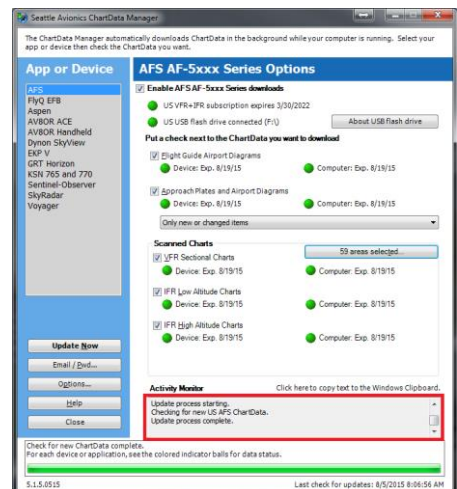 Seattle Avionics ChartData Manager
The ChartData Manager automatically downloads ChartData in the background while your computer is running. Select your
app or device then check the ChartData you want.
App or Device
AFS
FlyQ EFB
Aspen
AVBOR ACE
AVBOR Handheld
Dynon SkyView
EKP V
GRT Horizon
KSN 765 and 770
Sentinel-Observer
SkyRadar
Voyager
Update Now
Email / Pwd...
Options...
Help
Close
AFS AF-5xxx Series Options
Enable AFS AF-5xxx Series downloads
US VFR+IFR subscription expires 3/30/2022
US USB flash drive connected (F:\)
About USB flash drive
Put a check next to the ChartData you want to download
Flight Guide Airport Diagrams
Device: Exp. 8/19/15
Computer: Exp. 8/19/15
Approach Plates and Airport Diagrams
Device: Exp. 8/19/15
Computer: Exp. 8/19/15
Only new or changed items
Scanned Charts
59 areas selected...
VFR Sectional Charts
Device: Exp. 8/19/15
Computer: Exp. 8/19/15
IFR Low Altitude Charts
Device: Exp. 8/19/15
Computer: Exp. 8/19/15
IFR High Altitude Charts
Device: Exp. 8/19/15
Computer: Exp. 8/19/15
Activity Monitor
Click here to copy text to the Windows Clipboard.
Update process starting.
Checking for new US AFS ChartData.
Update process complete.
Check for new ChartData complete.
For each device or application, see the colored indicator balls for data status.
5.1.5.0515
Last check for updates: 8/5/2015 8:06:56 AM